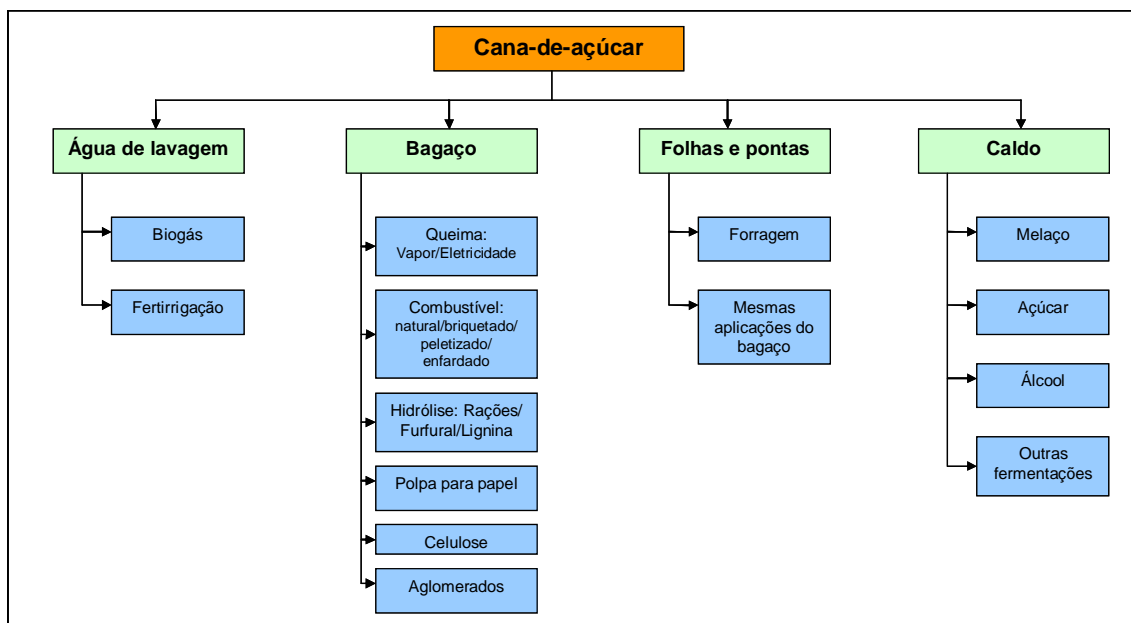 Cana-de-açúcar
Água de lavagem
Biogás
Fertirrigação
Bagaço
Queima:
Vapor/Eletricidade
Combustível:
natural/briquetado/
peletizado/
enfardado
Hidrólise: Rações/
Furfural/Lignina
Polpa para papel
Celulose
Aglomerados
Folhas e pontas
Forragem
Mesmas
aplicações do
bagaço
Caldo
Melaço
Açúcar
Álcool
Outras
fermentações